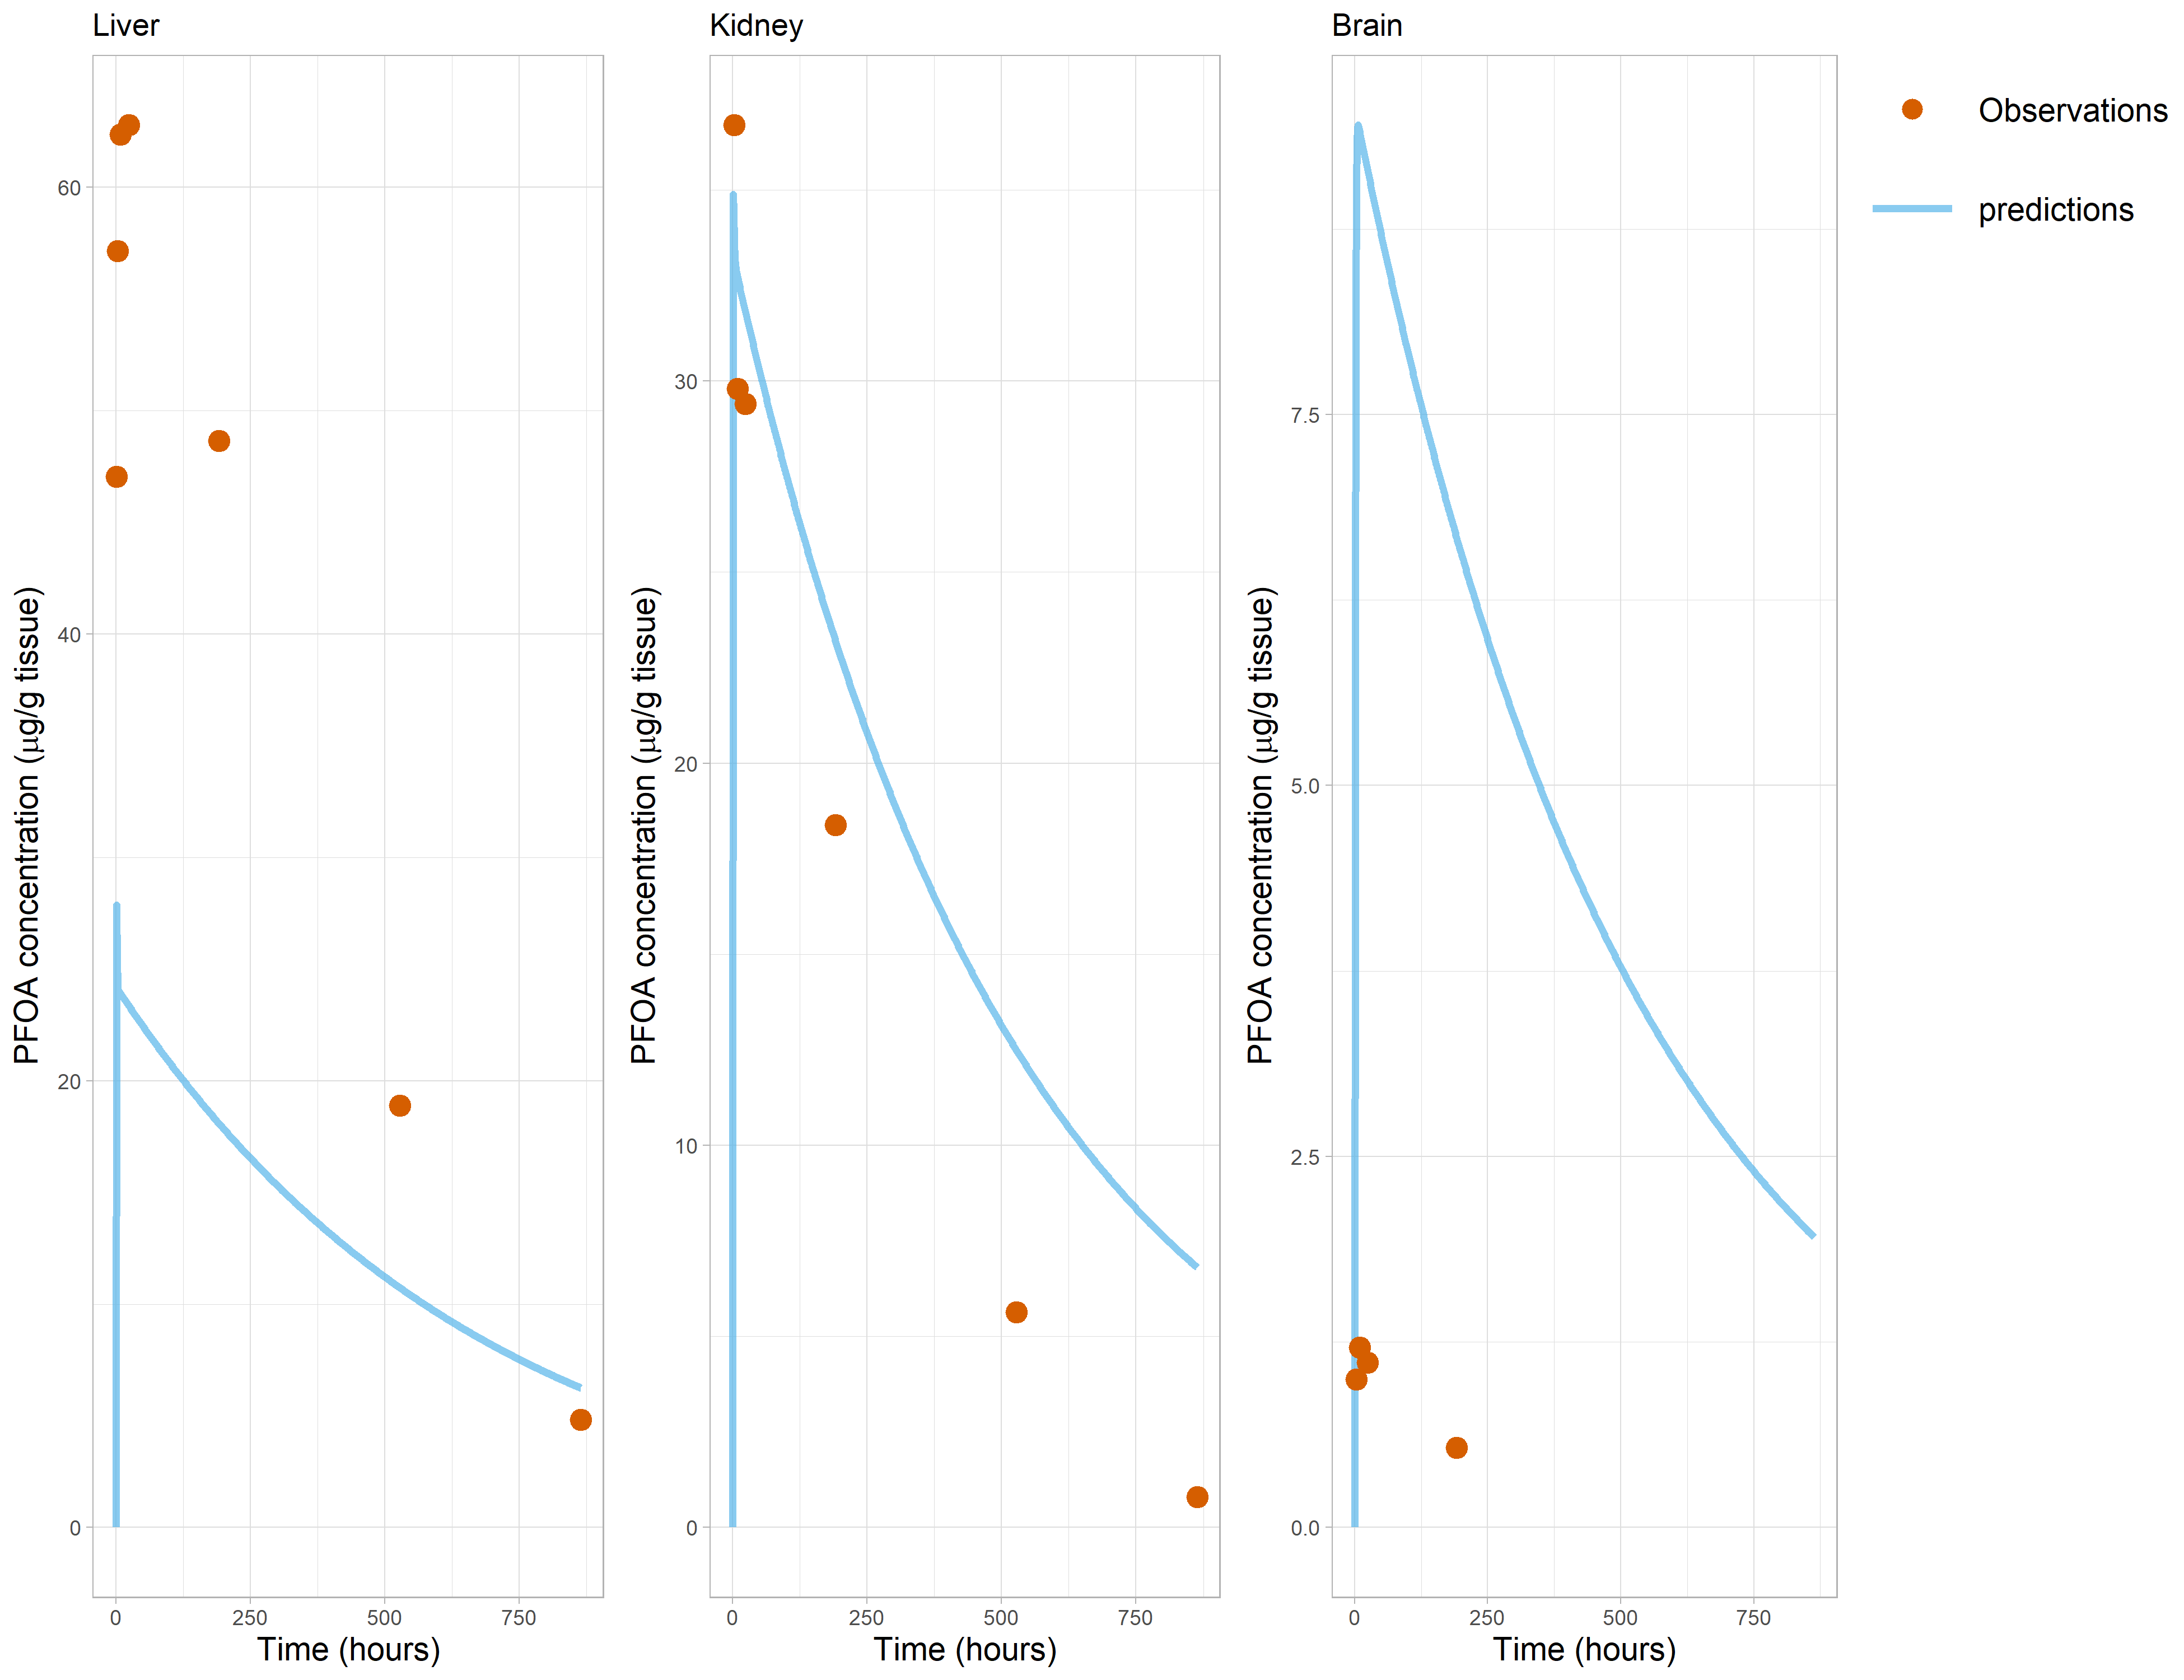 Liver
Kidney
Brain
PFOA concentration (μg/g tissue)
60
40
20
0
0 250 500 750
Time (hours)
PFOA concentration (μg/g tissue)
30
20
10
0
0 250 500 750
Time (hours)
PFOA concentration (μg/g tissue)
7.5
5.0
2.5
0.0
0 250 500 750
Time (hours)
Observations
predictions